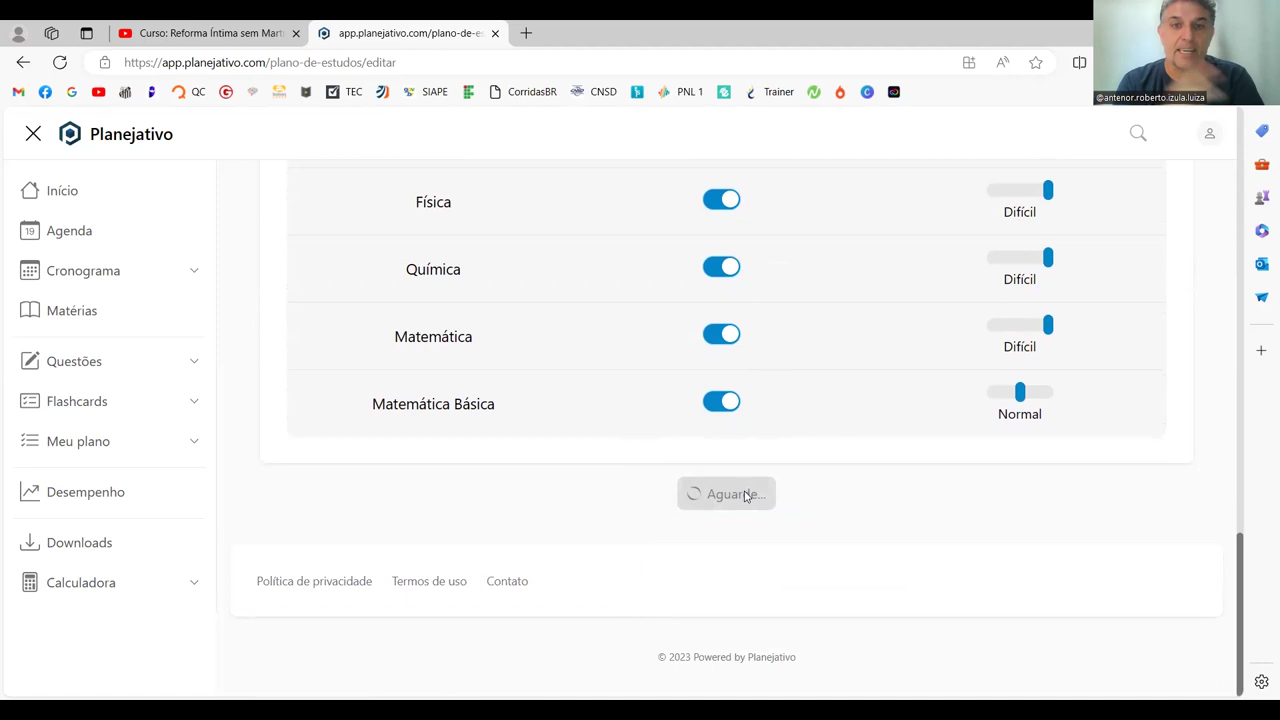 Curso: Reforma Íntima sem Mart
app.planejativo.com/plano-de-es
https://app.planejativo.com/plano-de-estudos/editar
QC
TEC
SIAPE
CorridasBR
CNSD
PNL 1
Trainer
@antenor.roberto.izula.luiza
Planejativo
Início
19 Agenda
Cronograma
Matérias
Questões
Flashcards
Meu plano
Desempenho
Downloads
Calculadora
Física
Difícil
Química
Difícil
Matemática
Difícil
Matemática Básica
Normal
Aguarde...
Política de privacidade Termos de uso Contato
© 2023 Powered by Planejativo